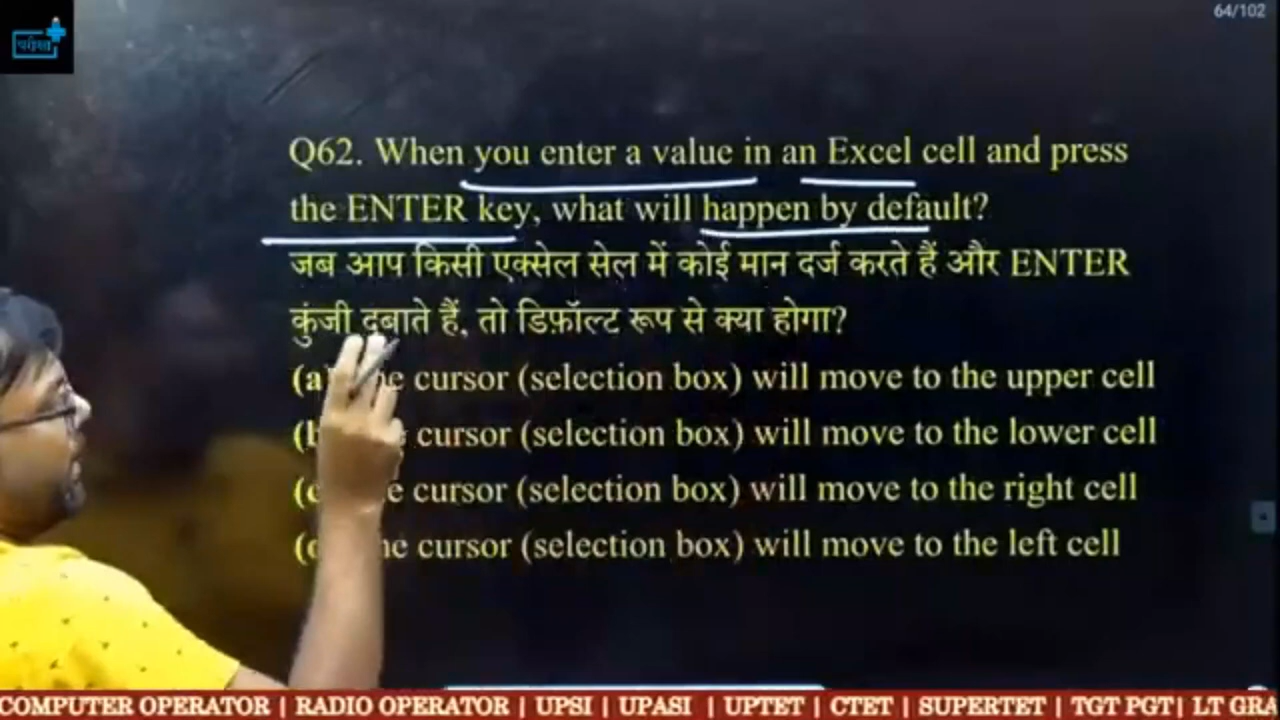 64/102
परीक्षा
Q62. When you enter a value in an Excel cell and press
the ENTER key, what will happen by default?
जब आप किसी एक्सेल सेल में कोई मान दर्ज करते हैं और ENTER
कुंजी दबाते हैं, तो डिफ़ॉल्ट रूप से क्या होगा?
(a cursor (selection box) will move to the upper cell
cursor (selection box) will move to the lower cell
cursor (selection box) will move to the right cell
cursor (selection box) will move to the left cell
COMPUTER OPERATOR | RADIO OPERATOR | UPSI | UPASI | UPTET | CTET | SUPERTET | TGT PGT| LT GRA